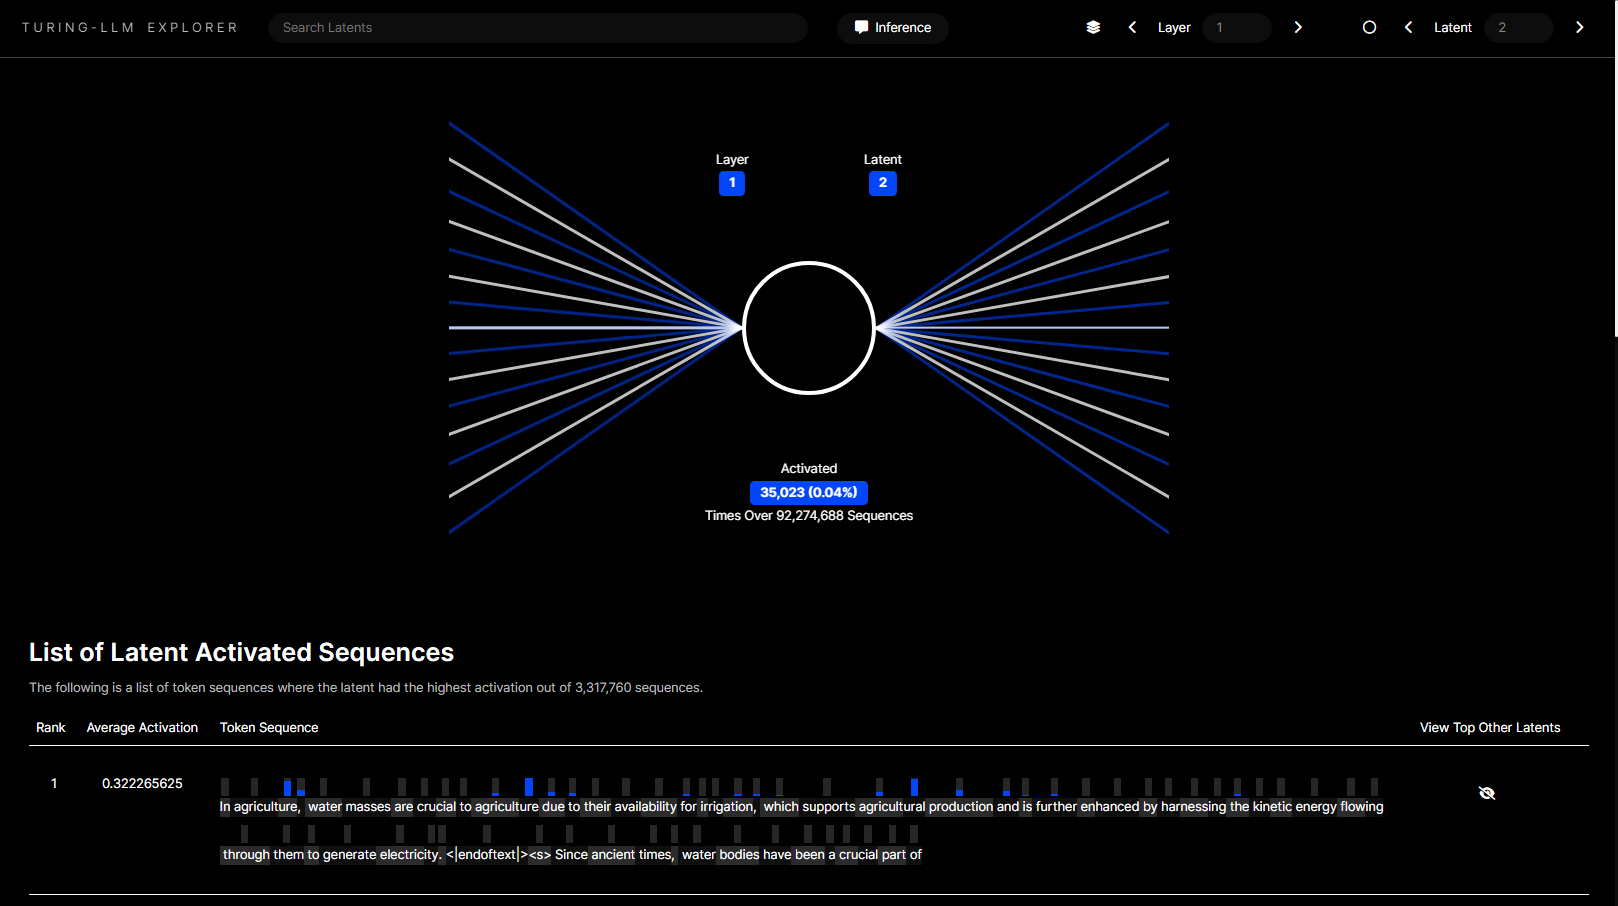 TURING-LLM EXPLORER
Search Latents
Inference
Layer 1
Latent 2
Layer
1
Latent
2
Activated
35,023 (0.04%)
Times Over 92,274,688 Sequences
List of Latent Activated Sequences
The following is a list of token sequences where the latent had the highest activation out of 3,317,760 sequences.
Rank Average Activation Token Sequence View Top Other Latents
1 0.322265625
In agriculture, water masses are crucial to agriculture due to their availability for irrigation, which supports agricultural production and is further enhanced by harnessing the kinetic energy flowing
through them to generate electricity. <|endoftext|><s> Since ancient times, water bodies have been a crucial part of